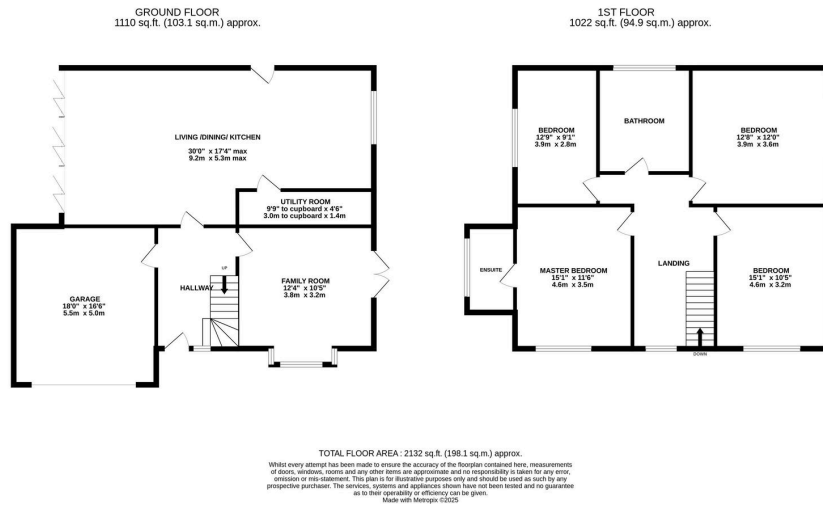 GROUND FLOOR
1110 sq.ft. (103.1 sq.m.) approx.
LIVING /DINING/ KITCHEN
30'0" x 17'4" max
9.2m x 5.3m max
UTILITY ROOM
9'9" to cupboard x 4'6"
3.0m to cupboard x 1.4m
GARAGE
18'0" x 16'6"
5.5m x 5.0m
HALLWAY
UP
FAMILY ROOM
12'4" x 10'5"
3.8m x 3.2m
1ST FLOOR
1022 sq.ft. (94.9 sq.m.) approx.
BEDROOM
12'9" x 9'1"
3.9m x 2.8m
BATHROOM
BEDROOM
12'8" x 12'0"
3.9m x 3.6m
ENSUITE
MASTER BEDROOM
15'1" x 11'6"
4.6m x 3.5m
LANDING
DOWN
BEDROOM
15'1" x 10'5"
4.6m x 3.2m
TOTAL FLOOR AREA : 2132 sq.ft. (198.1 sq.m.) approx.
Whilst every attempt has been made to ensure the accuracy of the floorplan contained here, measurements
of doors, windows, rooms and any other items are approximate and no responsibility is taken for any error,
omission or mis-statement. This plan is for illustrative purposes only and should be used as such by any
prospective purchaser. The services, systems and appliances shown have not been tested and no guarantee
as to their operability or efficiency can be given.
Made with Metropix ©2025